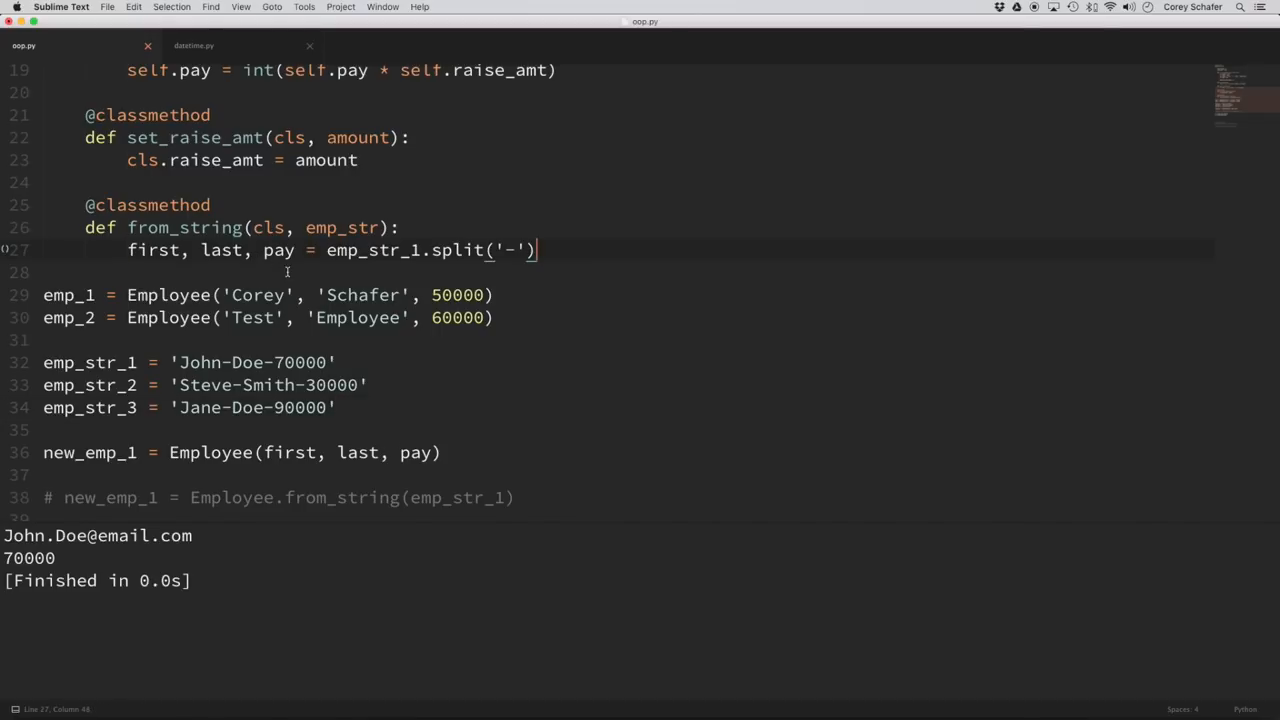 Sublime Text File Edit Selection Find View Goto Tools Project Window Help Corey Schafer
oop.py
oop.py datetime.py
19 self.pay = int(self.pay * self.raise_amt)
20
21 @classmethod
22 def set_raise_amt(cls, amount):
23 cls.raise_amt = amount
24
25 @classmethod
26 def from_string(cls, emp_str):
27 first, last, pay = emp_str_1.split('-')
28
29 emp_1 = Employee('Corey', 'Schafer', 50000)
30 emp_2 = Employee('Test', 'Employee', 60000)
31
32 emp_str_1 = 'John-Doe-70000'
33 emp_str_2 = 'Steve-Smith-30000'
34 emp_str_3 = 'Jane-Doe-90000'
35
36 new_emp_1 = Employee(first, last, pay)
37
38 # new_emp_1 = Employee.from_string(emp_str_1)
39
John.Doe@email.com
70000
[Finished in 0.0s]
Line 27, Column 48 Spaces: 4 Python